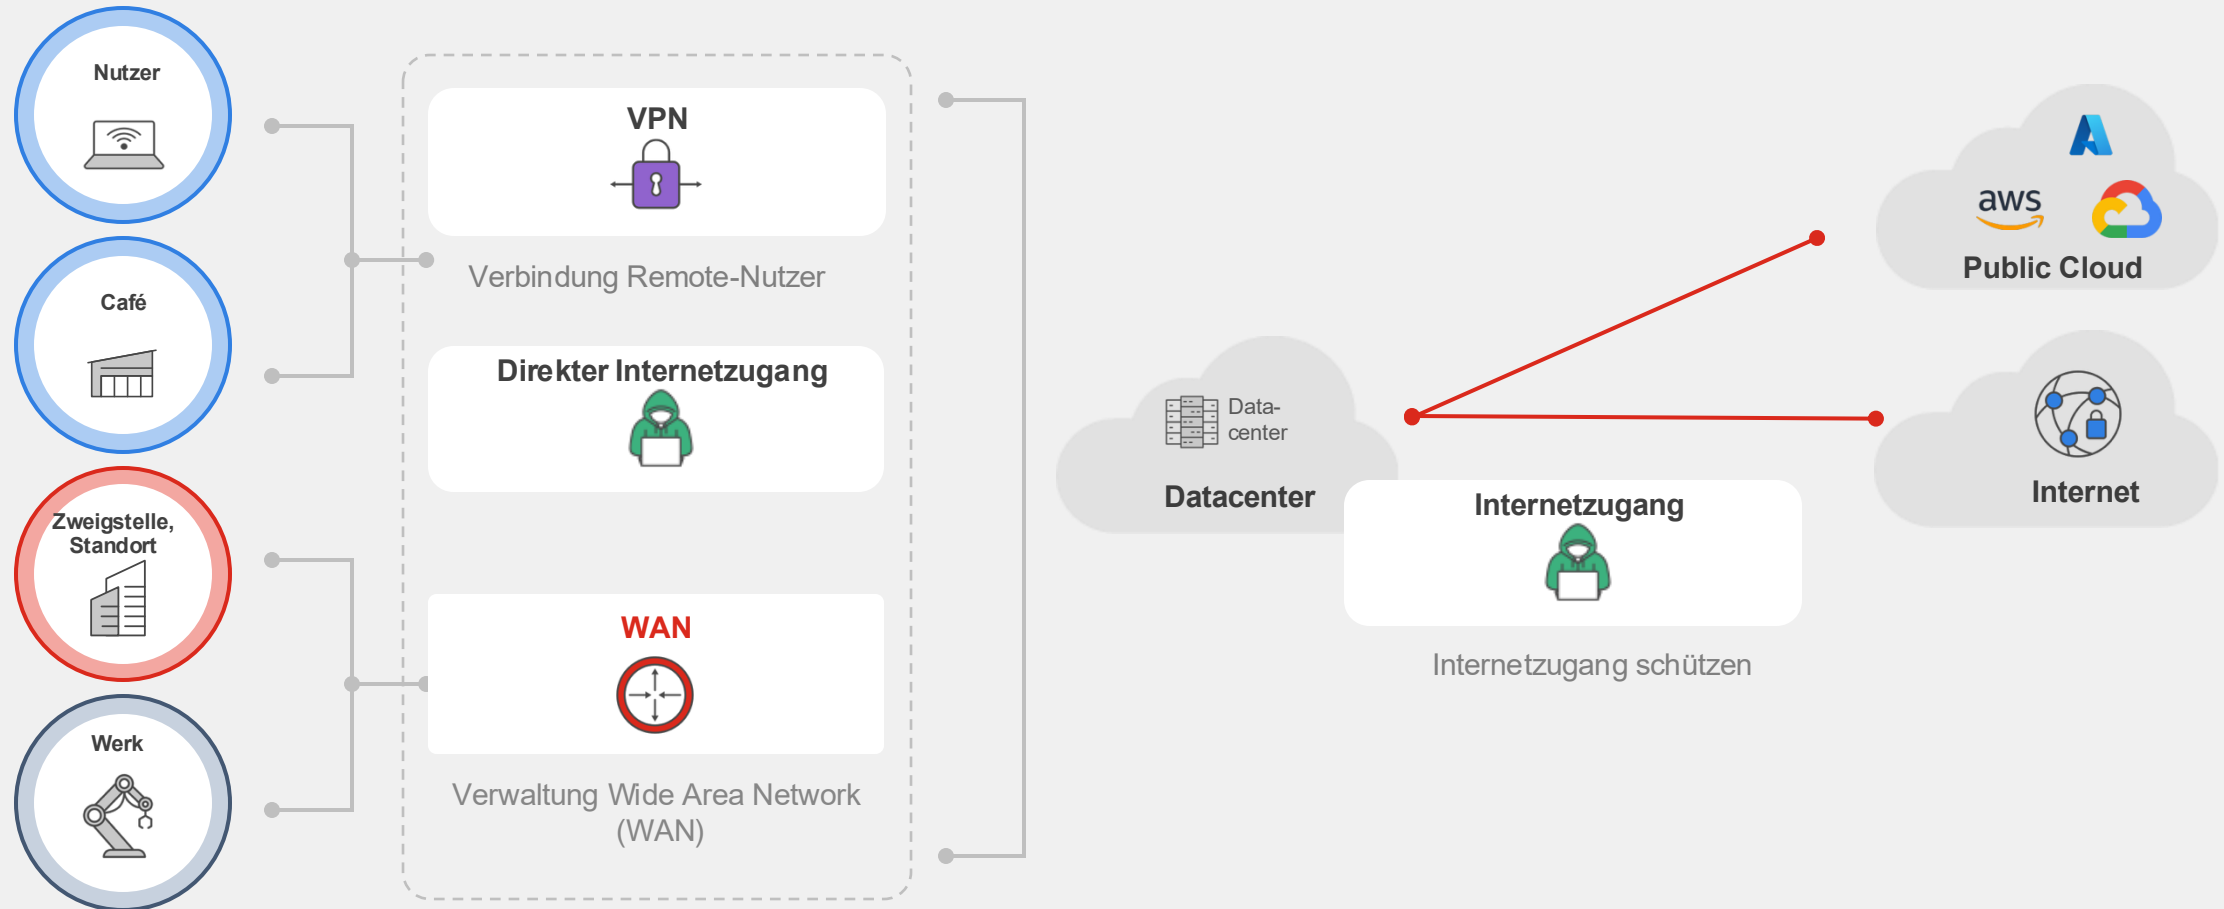 Nutzer
Café
Zweigstelle,
Standort
Werk
VPN
Verbindung Remote-Nutzer
Direkter Internetzugang
WAN
Verwaltung Wide Area Network
(WAN)
Data-
center
Datacenter
Internetzugang
Internetzugang schützen
aws
Public Cloud
Internet